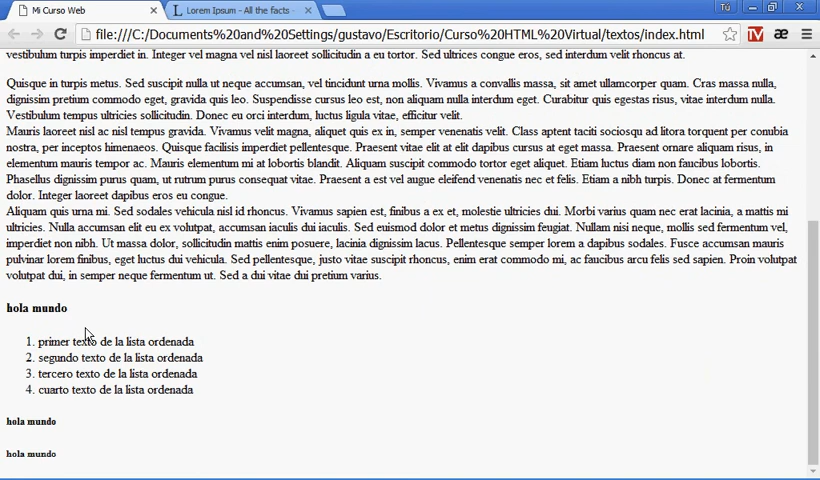 Mi Curso Web
Lorem Ipsum - All the facts -
Tú
file:///C:/Documents%20and%20Settings/gustavo/Escritorio/Curso%20HTML%20Virtual/textos/index.html
TV æ
vestibulum turpis imperdiet in. Integer vel magna vel nisl laoreet sollicitudin a eu tortor. Sed ultrices congue eros, sed interdum velit rhoncus at.
Quisque in turpis metus. Sed suscipit nulla ut neque accumsan, vel tincidunt urna mollis. Vivamus a convallis massa, sit amet ullamcorper quam. Cras massa nulla,
dignissim pretium commodo eget, gravida quis leo. Suspendisse cursus leo est, non aliquam nulla interdum eget. Curabitur quis egestas risus, vitae interdum nulla.
Vestibulum tempus ultricies sollicitudin. Donec eu orci interdum, luctus ligula vitae, efficitur velit.
Mauris laoreet nisl ac nisl tempus gravida. Vivamus velit magna, aliquet quis ex in, semper venenatis velit. Class aptent taciti sociosqu ad litora torquent per conubia
nostra, per inceptos himenaeos. Quisque facilisis imperdiet pellentesque. Praesent vitae elit at elit dapibus cursus at eget massa. Praesent ornare aliquam risus, in
elementum mauris tempor ac. Mauris elementum mi at lobortis blandit. Aliquam suscipit commodo tortor eget aliquet. Etiam luctus diam non faucibus lobortis.
Phasellus dignissim purus quam, ut rutrum purus consequat vitae. Praesent a est vel augue eleifend venenatis nec et felis. Etiam a nibh turpis. Donec at fermentum
dolor. Integer laoreet dapibus eros eu congue.
Aliquam quis urna mi. Sed sodales vehicula nisl id rhoncus. Vivamus sapien est, finibus a ex et, molestie ultricies dui. Morbi varius quam nec erat lacinia, a mattis mi
ultricies. Nulla accumsan elit eu ex volutpat, accumsan iaculis dui iaculis. Sed euismod dolor et metus dignissim feugiat. Nullam nisi neque, mollis sed fermentum vel,
imperdiet non nibh. Ut massa dolor, sollicitudin mattis enim posuere, lacinia dignissim lacus. Pellentesque semper lorem a dapibus sodales. Fusce accumsan mauris
pulvinar lorem finibus, eget luctus dui vehicula. Sed pellentesque, justo vitae suscipit rhoncus, enim erat commodo mi, ac faucibus arcu felis sed sapien. Proin volutpat
volutpat dui, in semper neque fermentum ut. Sed a dui vitae dui pretium varius.
hola mundo
1. primer texto de la lista ordenada
2. segundo texto de la lista ordenada
3. tercero texto de la lista ordenada
4. cuarto texto de la lista ordenada
hola mundo
hola mundo